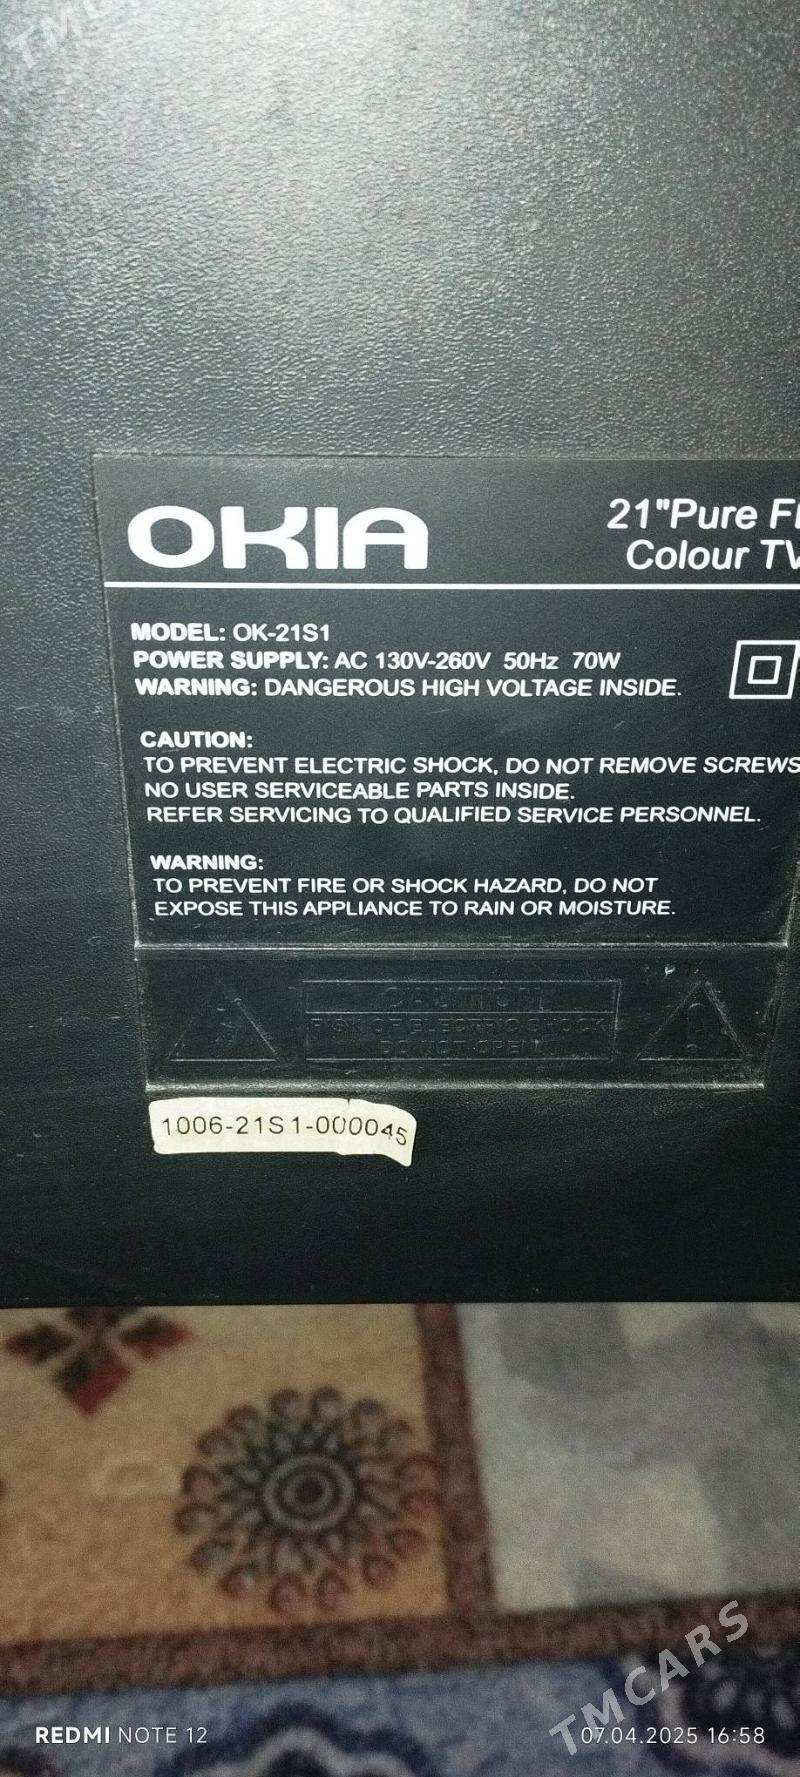 OKIA
21"Pure Fl
Colour TV
MODEL: OK-21S1
POWER SUPPLY: AC 130V-260V 50Hz 70W
WARNING: DANGEROUS HIGH VOLTAGE INSIDE.
CAUTION:
TO PREVENT ELECTRIC SHOCK, DO NOT REMOVE SCREWS
NO USER SERVICEABLE PARTS INSIDE.
REFER SERVICING TO QUALIFIED SERVICE PERSONNEL.
WARNING:
TO PREVENT FIRE OR SHOCK HAZARD, DO NOT
EXPOSE THIS APPLIANCE TO RAIN OR MOISTURE.
CAUTION
RISK OF ELECTRIC SHOCK
DO NOT OPEN
1006-21S1-000045
TMCARS
REDMI NOTE 12
07.04.2025 16:58